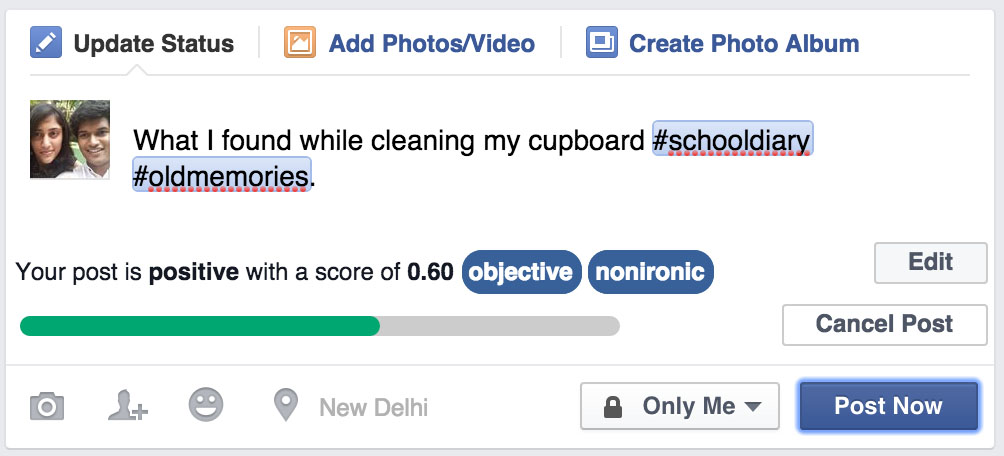 Update Status Add Photos/Video Create Photo Album
What I found while cleaning my cupboard #schooldiary
#oldmemories.
Your post is positive with a score of 0.60 objective nonironic
Edit
Cancel Post
New Delhi Only Me Post Now